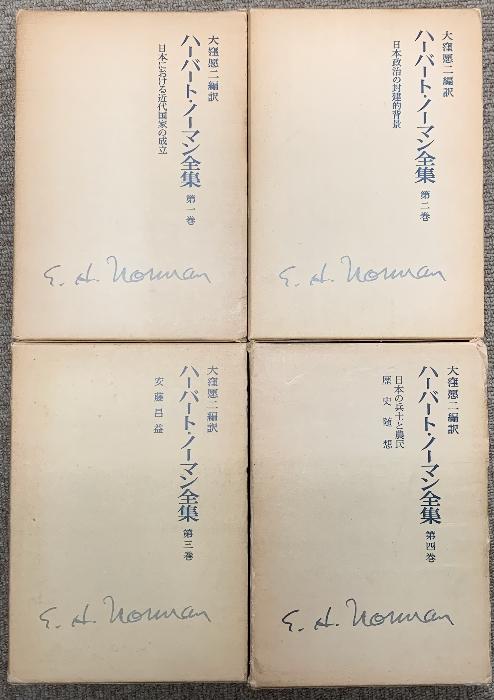 大窪愿二編訳
ハーバート・ノーマン全集 第一巻
日本における近代国家の成立
E. H. Norman
大窪愿二編訳
ハーバート・ノーマン全集 第二巻
日本政治の封建的背景
E. H. Norman
大窪愿二編訳
ハーバート・ノーマン全集 第三巻
安藤昌益
E. H. Norman
大窪愿二編訳
ハーバート・ノーマン全集 第四巻
日本の兵士と農民
歴史随想
E. H. Norman